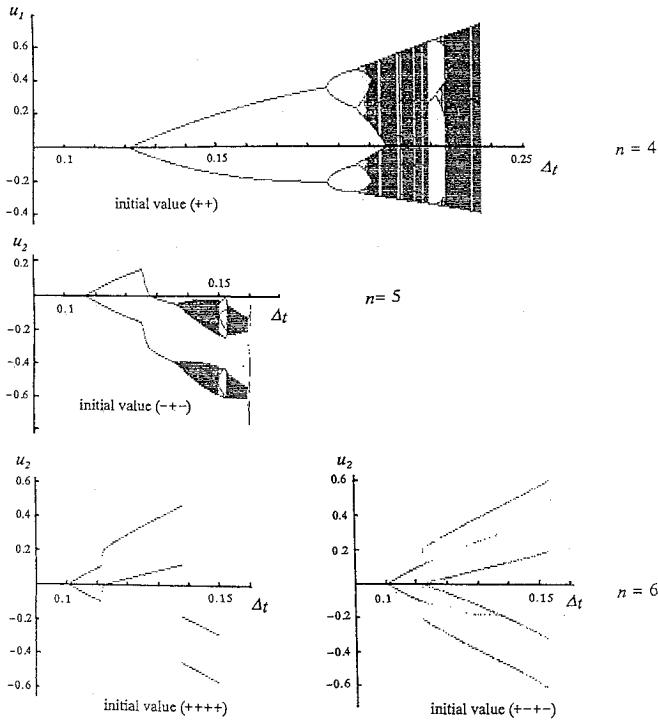 u₁
0.6
0.4
0.2
0.1 0.15 0.25
Δt
n = 4
-0.2
-0.4
initial value (++)
u₂
0.2
0.15
0.1
Δt
n = 5
-0.2
-0.4
-0.6
initial value (-+-)
u₂
0.6
0.4
0.2
0.1 0.15 Δt
-0.2
-0.4
-0.6
initial value (++++)
u₂
0.6
0.4
0.2
0.1 0.15 Δt
n = 6
-0.2
-0.4
-0.6
initial value (+-+-)